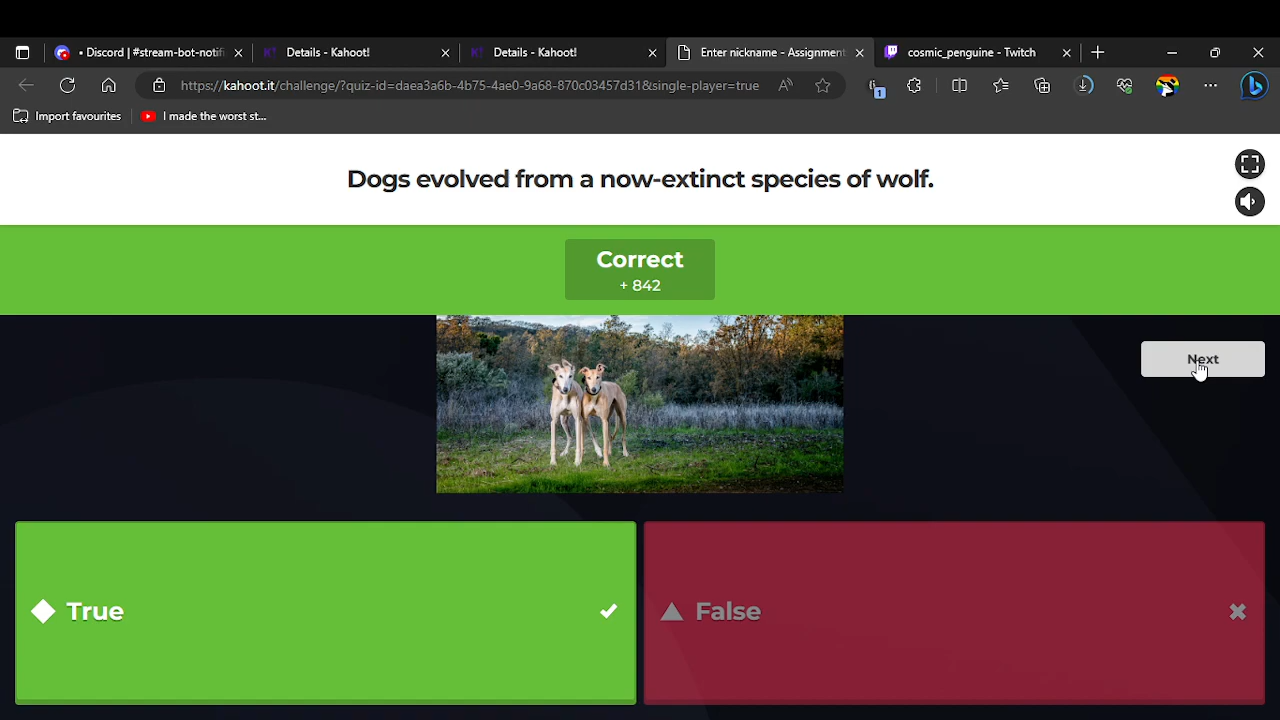 • Discord | #stream-bot-notifi
Details - Kahoot!
Details - Kahoot!
Enter nickname - Assignment
cosmic_penguine - Twitch
https://kahoot.it/challenge/?quiz-id=daea3a6b-4b75-4ae0-9a68-870c03457d31&single-player=true
1
Import favourites
I made the worst st...
Dogs evolved from a now-extinct species of wolf.
Correct
+ 842
Next
True
False